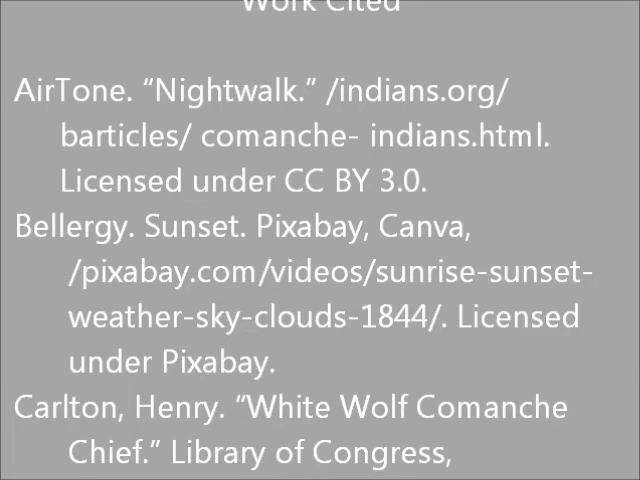 Work Cited
AirTone. “Nightwalk.” /indians.org/
barticles/ comanche- indians.html.
Licensed under CC BY 3.0.
Bellergy. Sunset. Pixabay, Canva,
/pixabay.com/videos/sunrise-sunset-
weather-sky-clouds-1844/. Licensed
under Pixabay.
Carlton, Henry. “White Wolf Comanche
Chief.” Library of Congress,